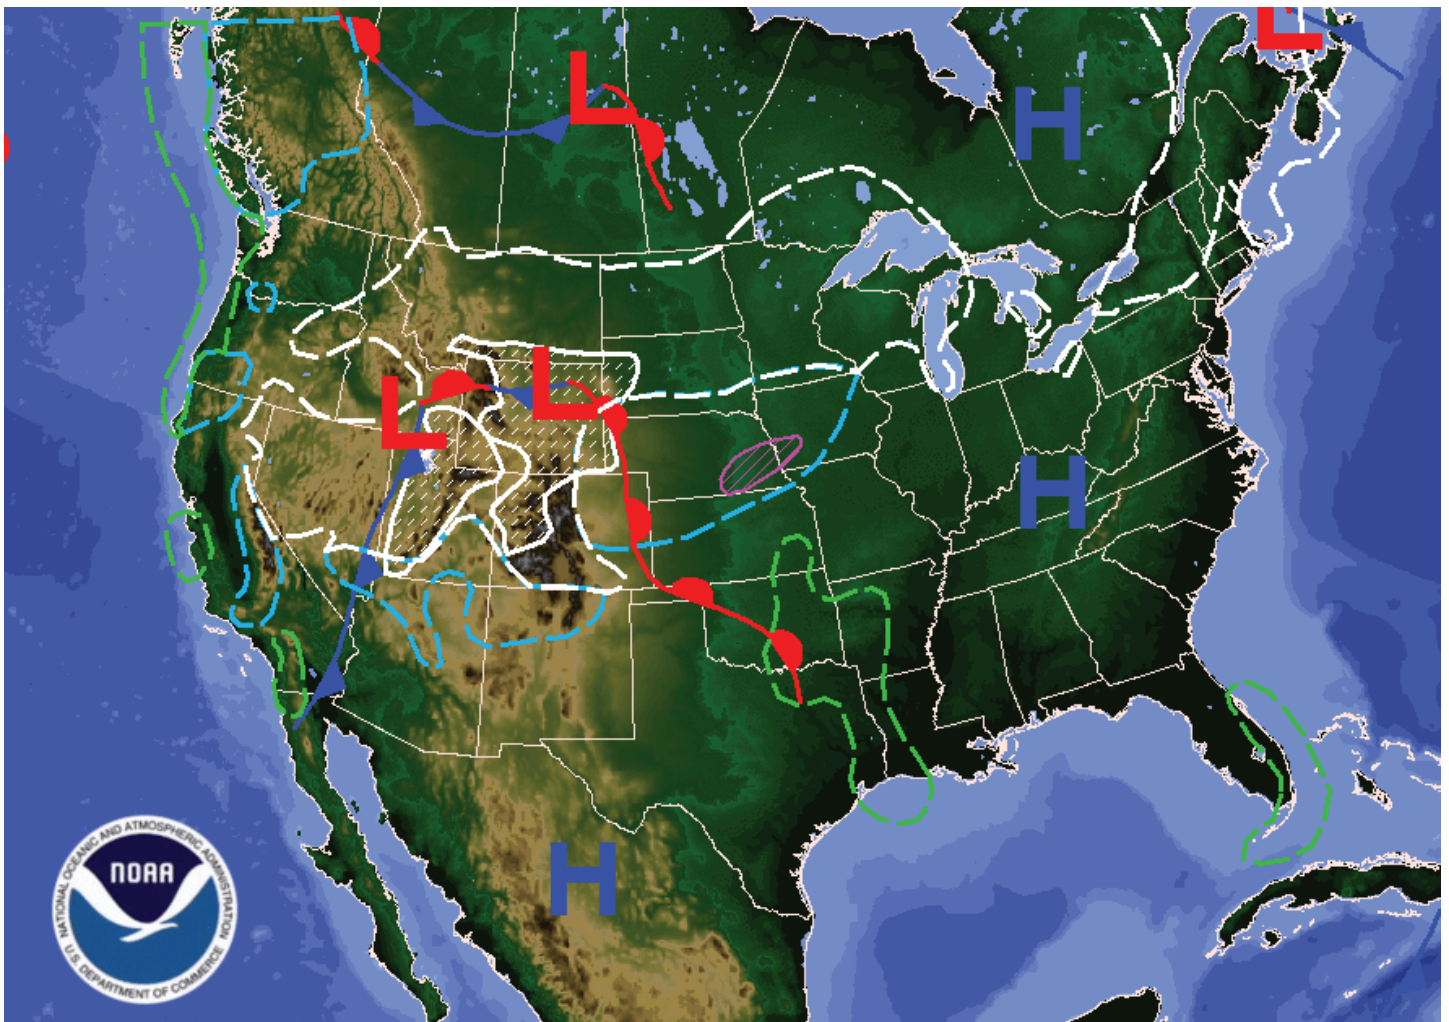 L
L
H
L
L
H
H
NATIONAL OCEANIC AND ATMOSPHERIC ADMINISTRATION
NOAA
U.S. DEPARTMENT OF COMMERCE